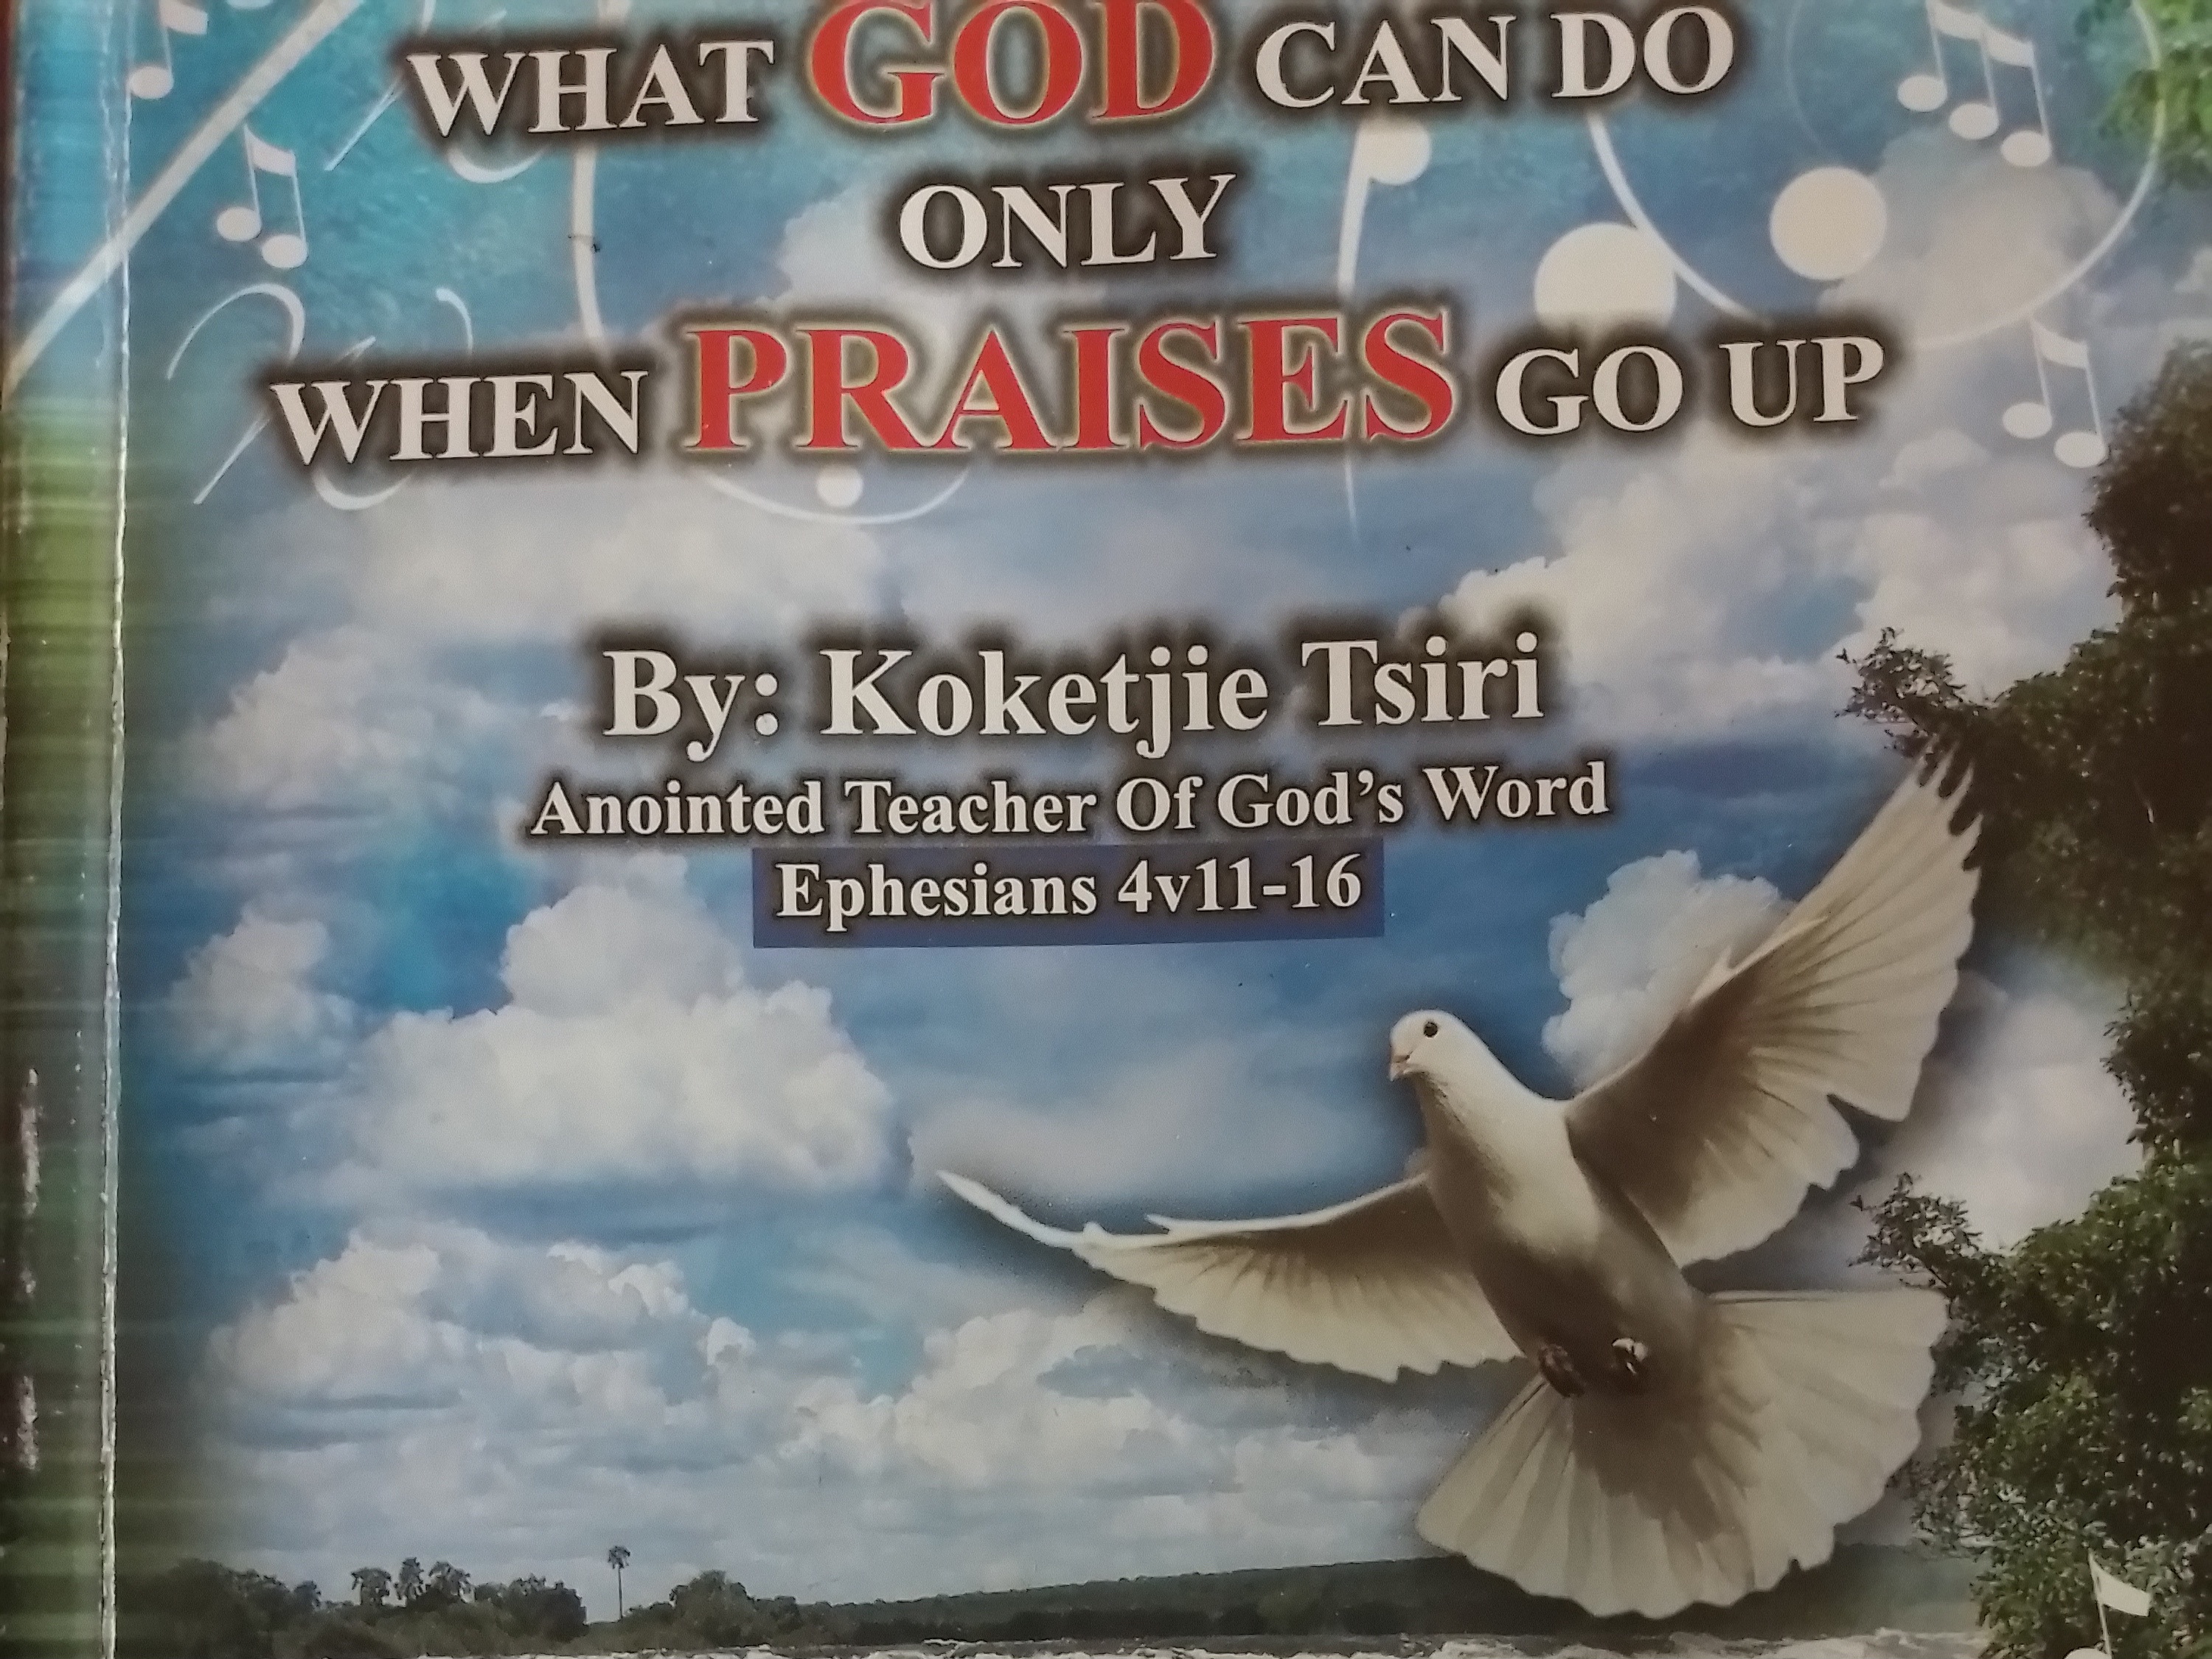 WHAT GOD CAN DO
ONLY
WHEN PRAISES GO UP
By: Koketjie Tsiri
Anointed Teacher Of God’s Word
Ephesians 4v11-16